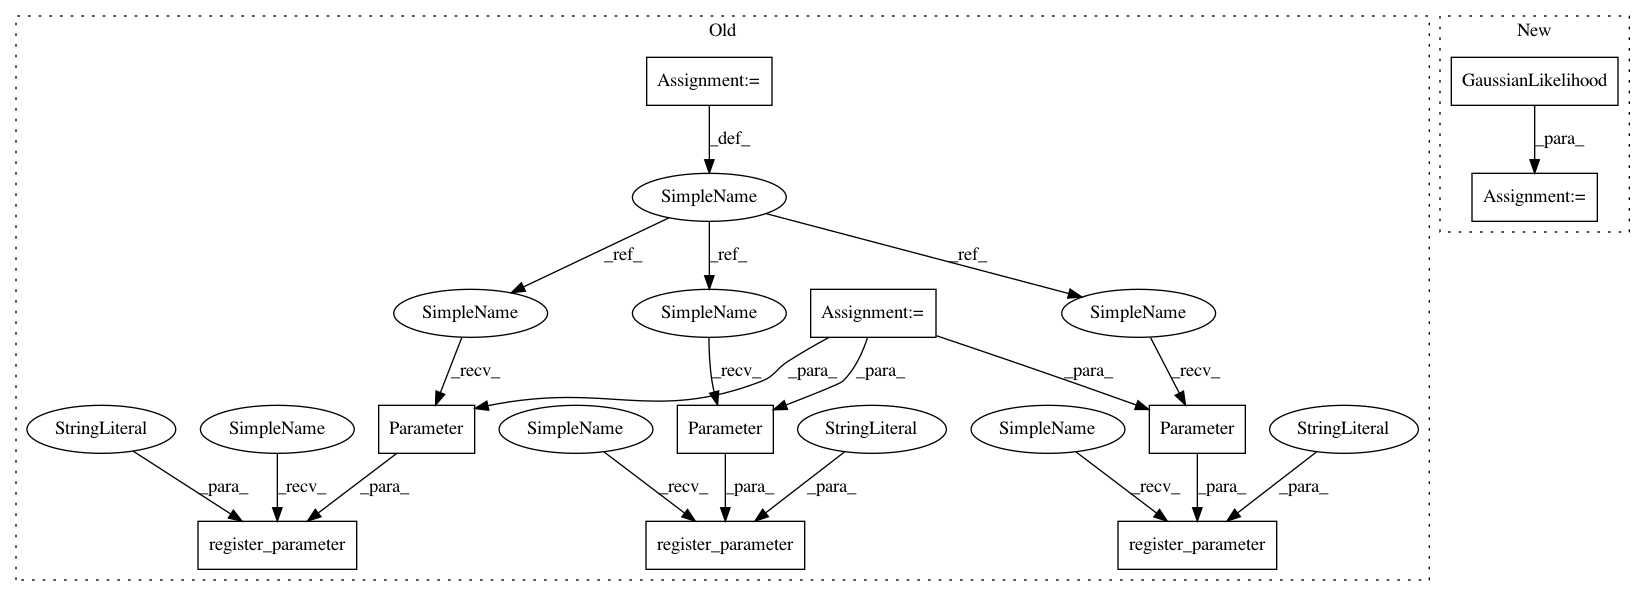 Old
New
Assignment:=
GaussianLikelihood
_def_
_para_
SimpleName
Assignment:=
_ref_
_ref_
_ref_
SimpleName
SimpleName
Assignment:=
SimpleName
_recv_
_recv_
_para_
_para_
_para_
_recv_
StringLiteral
SimpleName
Parameter
SimpleName
Parameter
StringLiteral
SimpleName
Parameter
StringLiteral
_para_
_recv_
_para_
_recv_
_para_
_para_
_recv_
_para_
_para_
register_parameter
register_parameter
register_parameter